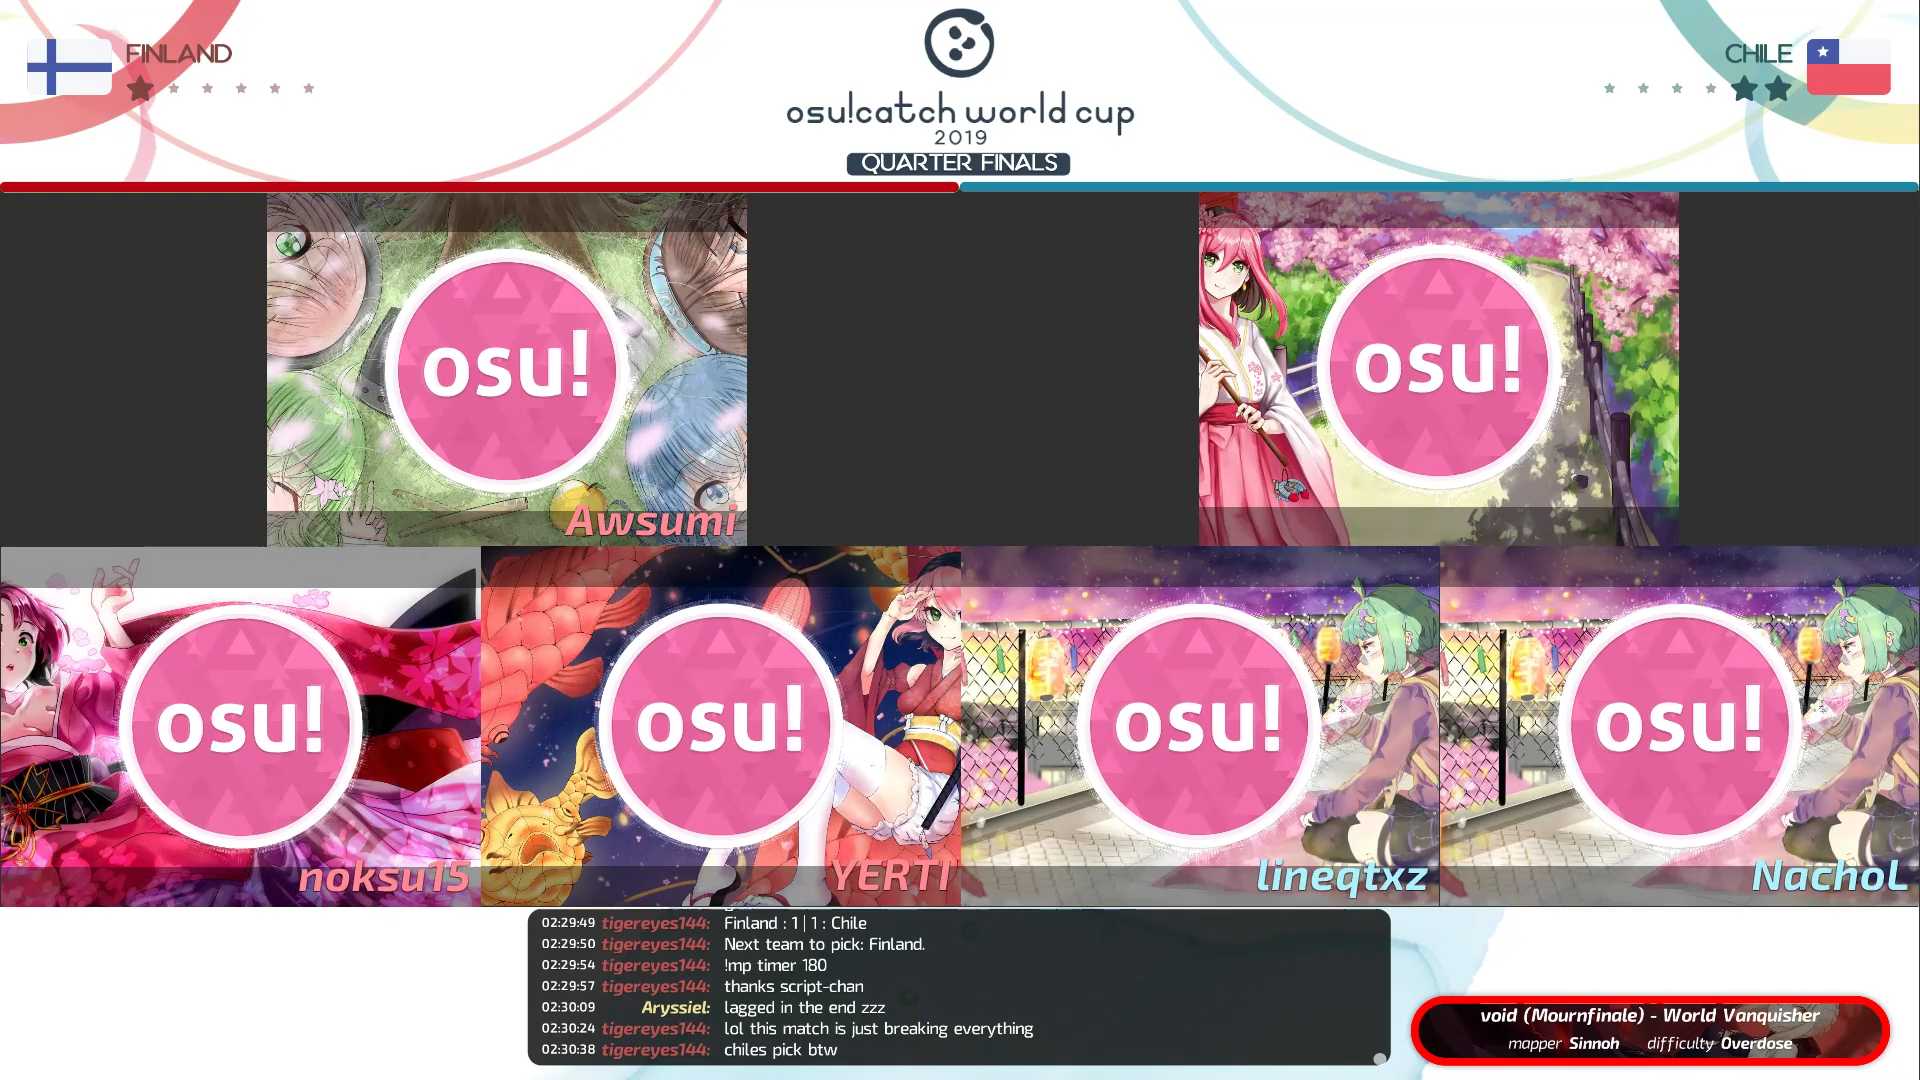 FINLAND
CHILE
osu!catch world cup
2019
QUARTER FINALS
osu!
osu!
Awsumi
osu!
osu!
osu!
osu!
noksu15
YERTI
lineqtxz
NachoL
02:29:49 tigereyes144: Finland : 1 | 1 : Chile
02:29:50 tigereyes144: Next team to pick: Finland.
02:29:54 tigereyes144: !mp timer 180
02:29:57 tigereyes144: thanks script-chan
02:30:09 Aryssiel: lagged in the end zzz
02:30:24 tigereyes144: lol this match is just breaking everything
02:30:38 tigereyes144: chiles pick btw
void (Mournfinale) - World Vanquisher
mapper Sinnoh difficulty Overdose